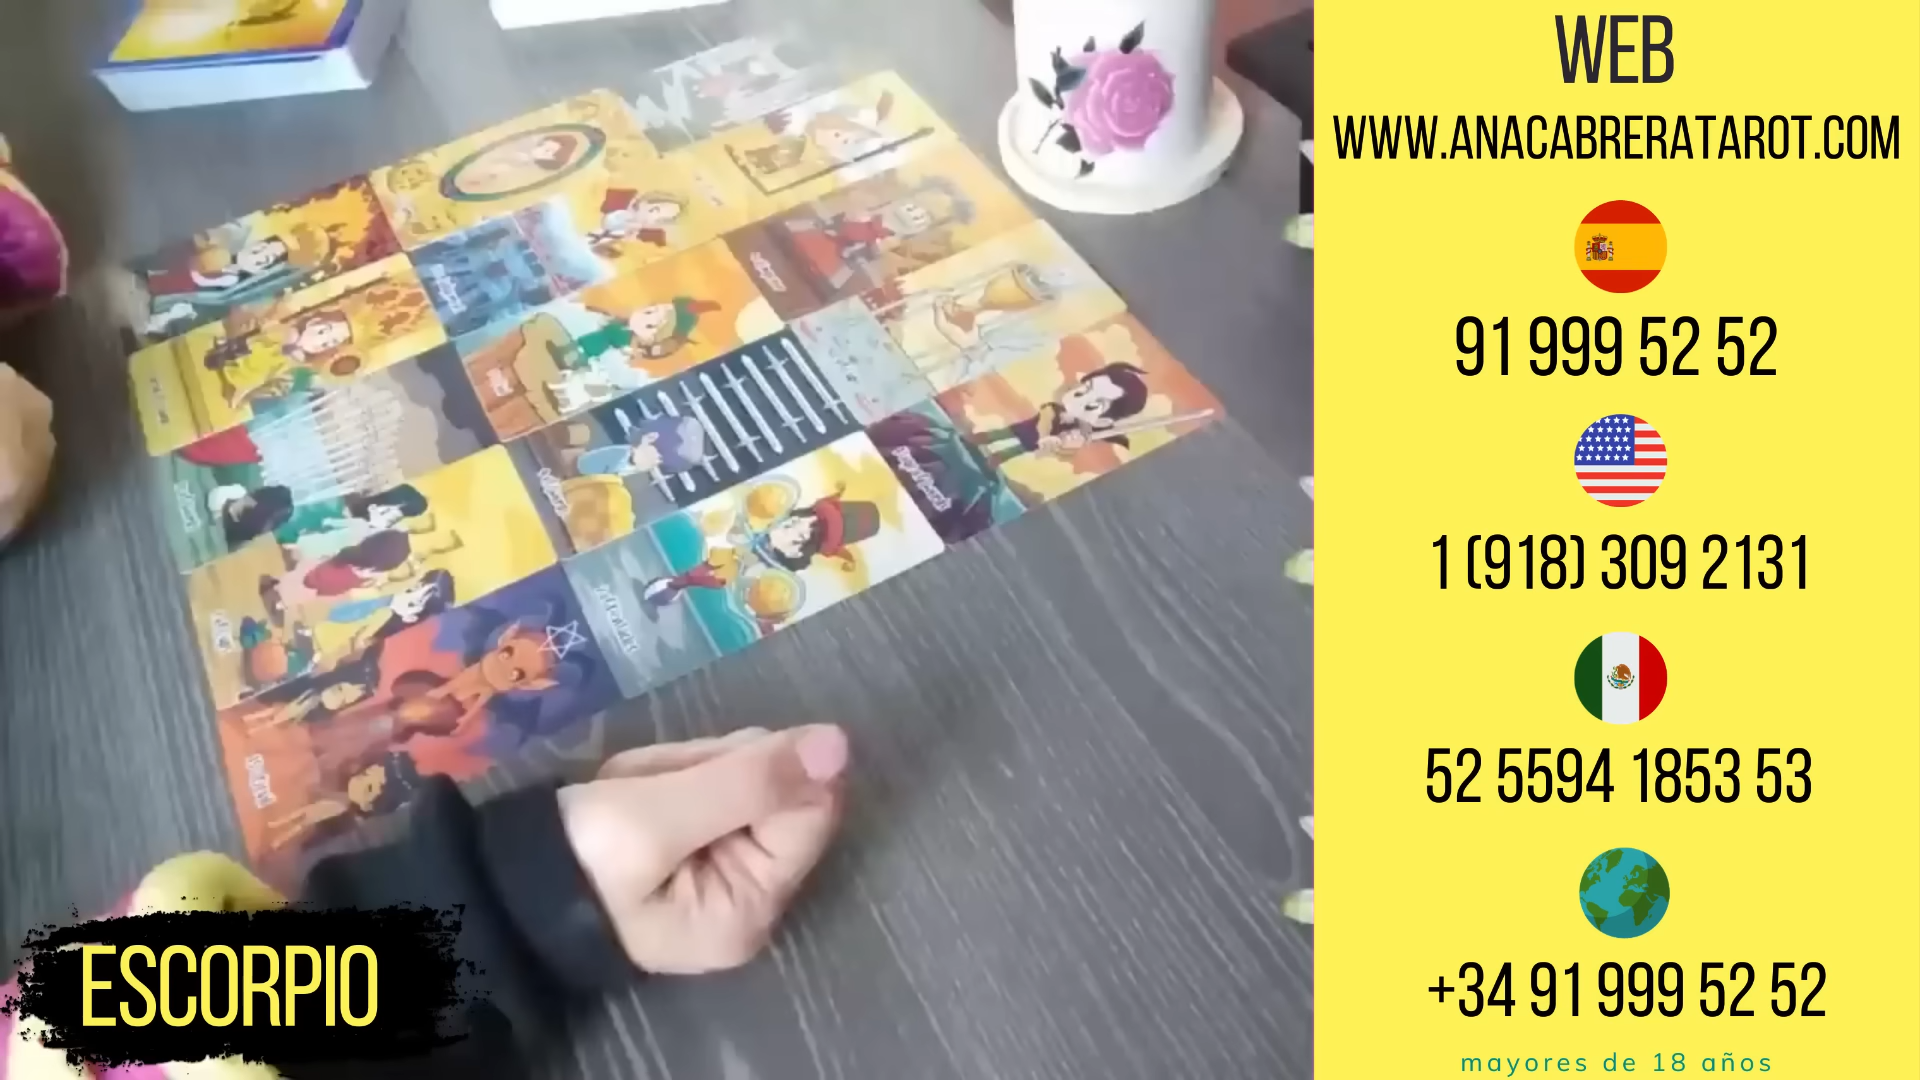 WEB
WWW.ANACABRERATAROT.COM
91 999 52 52
1 (918) 309 2131
52 5594 1853 53
+34 91 999 52 52
mayores de 18 años
ESCORPIO